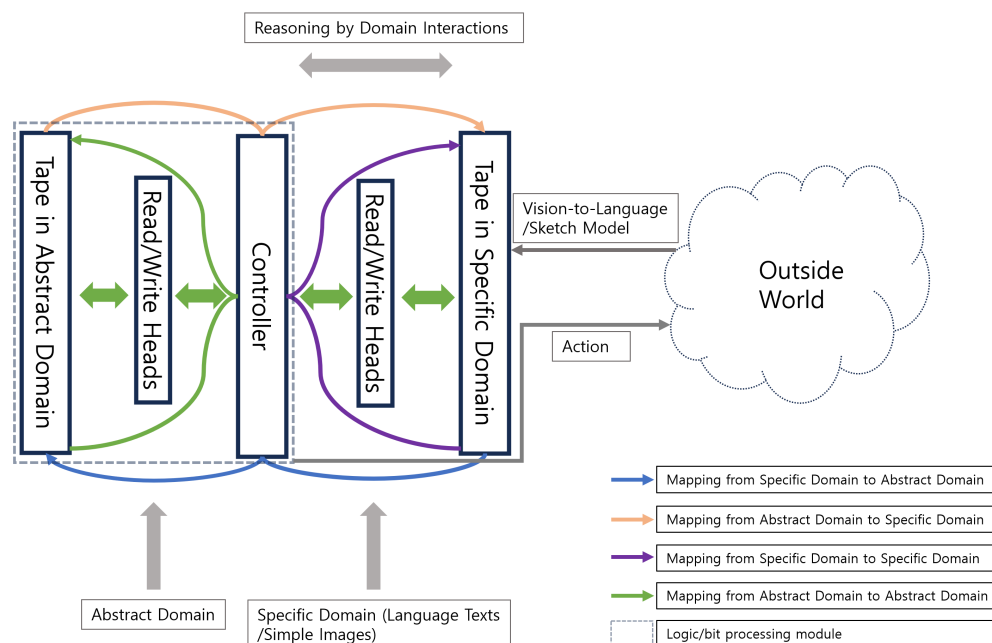 Reasoning by Domain Interactions
Tape in Abstract Domain
Read/Write Heads
Controller
Read/Write Heads
Tape in Specific Domain
Vision-to-Language
/Sketch Model
Outside
World
Action
Mapping from Specific Domain to Abstract Domain
Mapping from Abstract Domain to Specific Domain
Mapping from Specific Domain to Specific Domain
Mapping from Abstract Domain to Abstract Domain
Logic/bit processing module
Abstract Domain
Specific Domain (Language Texts
/Simple Images)